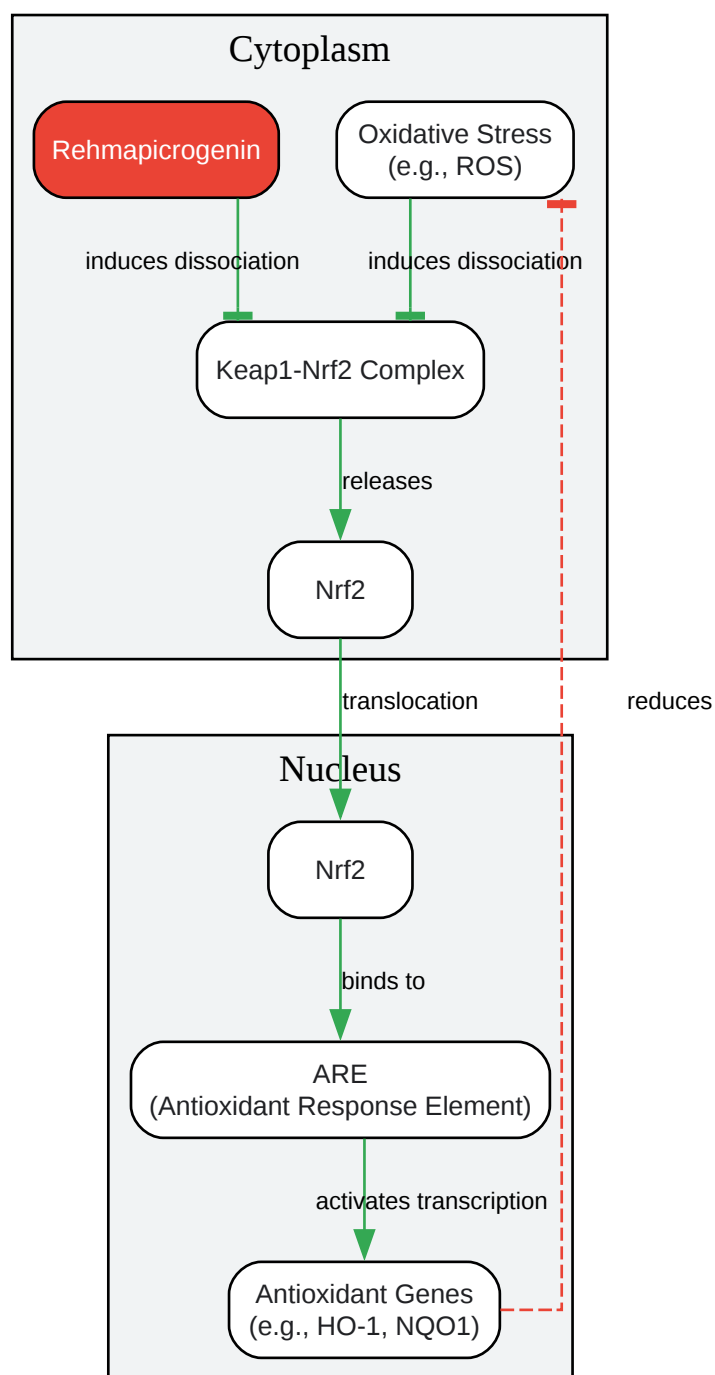 Cytoplasm
Rehmapicrogenin
Oxidative Stress
(e.g., ROS)
induces dissociation
induces dissociation
Keap1-Nrf2 Complex
releases
Nrf2
translocation
reduces
Nucleus
Nrf2
binds to
ARE
(Antioxidant Response Element)
activates transcription
Antioxidant Genes
(e.g., HO-1, NQO1)